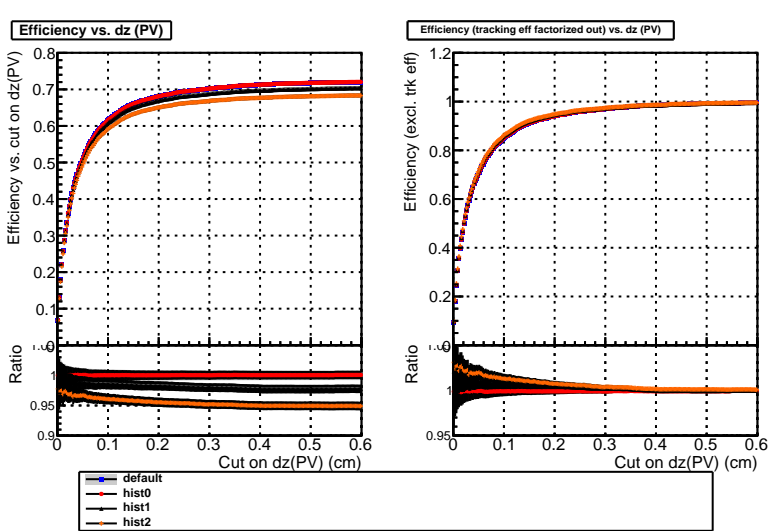 Efficiency vs. dz (PV)
Efficiency vs. cut on dz(PV)
0.8
0.7
0.6
0.5
0.4
0.3
0.2
0.1
Ratio
1
0.95
0.9
0 0.1 0.2 0.3 0.4 0.5 0.6
Cut on dz(PV) (cm)
Efficiency (tracking eff factorized out) vs. dz (PV)
Efficiency (excl. trk eff)
1.2
1
0.8
0.6
0.4
0.2
Ratio
1
0.95
0 0.1 0.2 0.3 0.4 0.5 0.6
Cut on dz(PV) (cm)
default
hist0
hist1
hist2